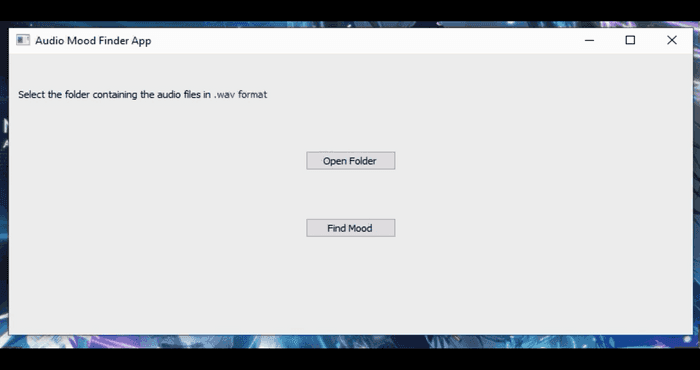 Audio Mood Finder App
Select the folder containing the audio files in .wav format
Open Folder
Find Mood